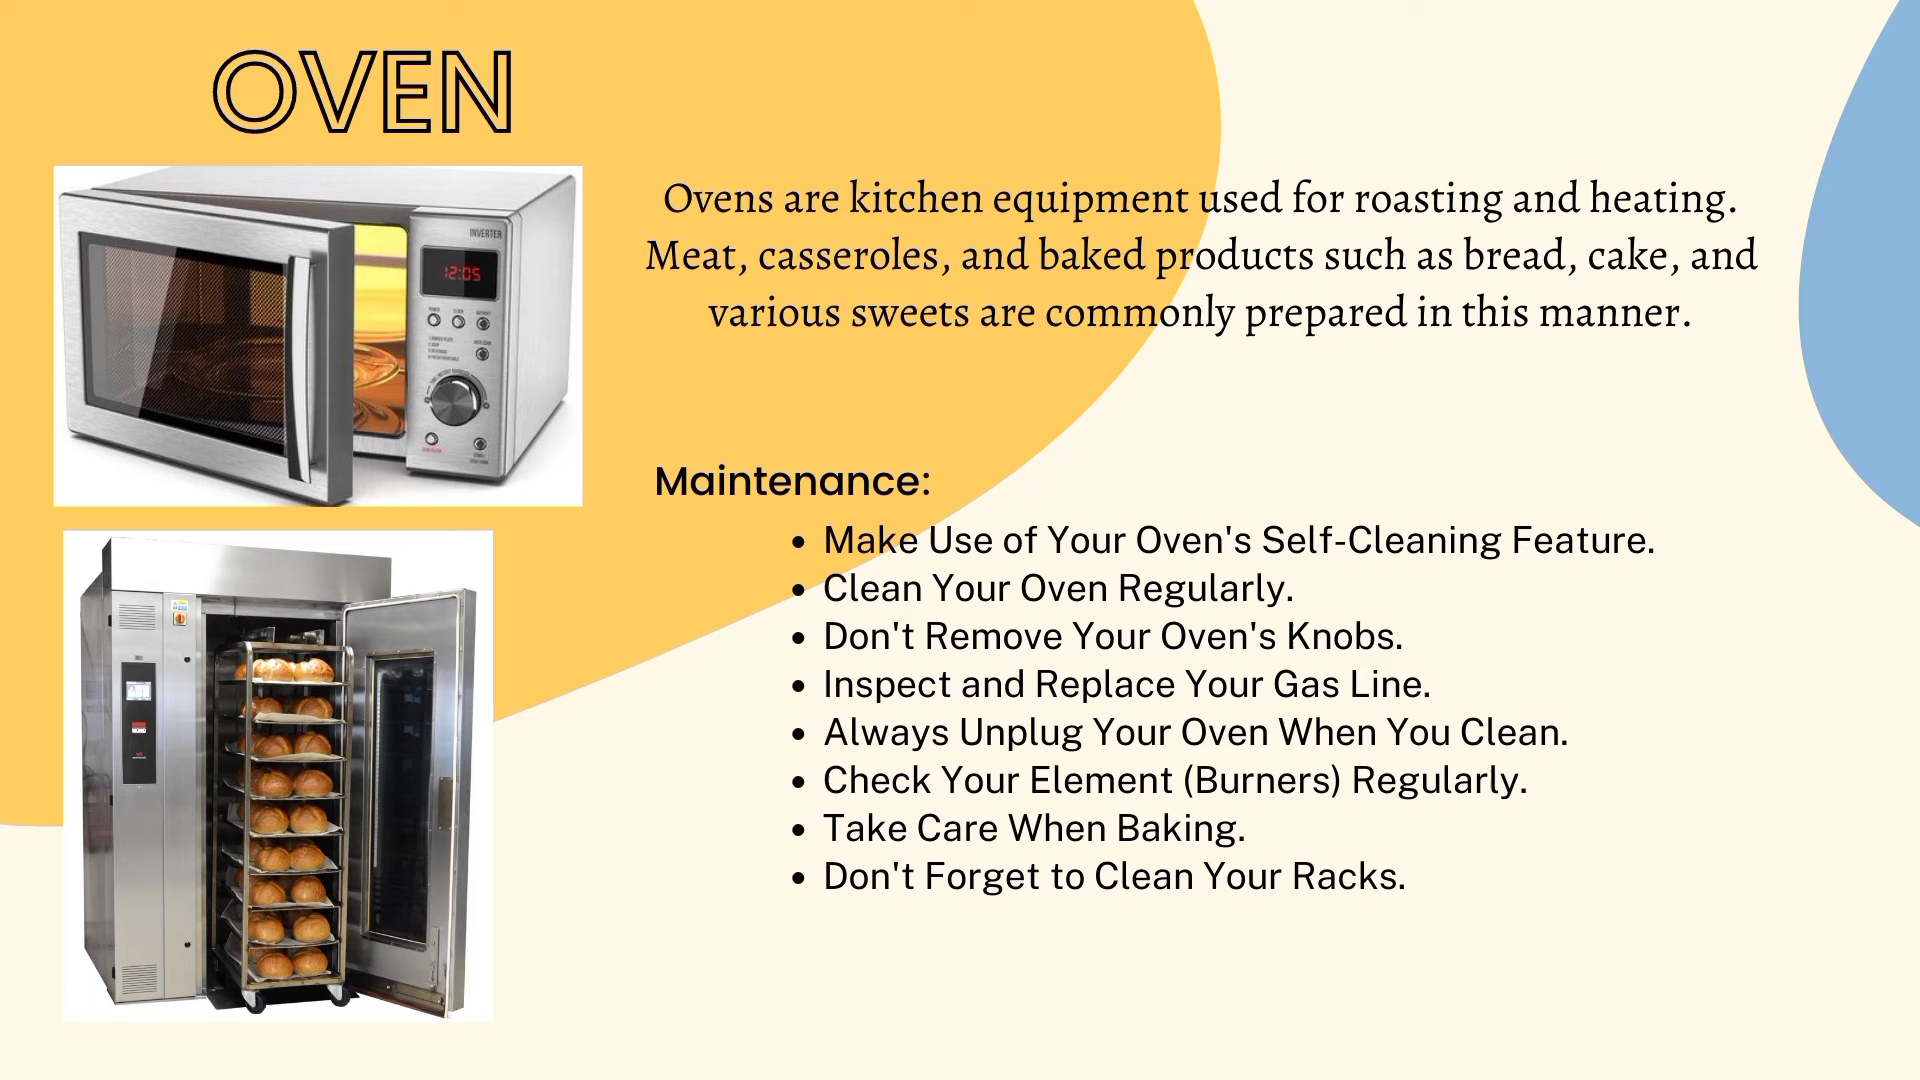 OVEN
INVERTER
12:05
Ovens are kitchen equipment used for roasting and heating.
Meat, casseroles, and baked products such as bread, cake, and
various sweets are commonly prepared in this manner.
Maintenance:
• Make Use of Your Oven's Self-Cleaning Feature.
• Clean Your Oven Regularly.
• Don't Remove Your Oven's Knobs.
• Inspect and Replace Your Gas Line.
• Always Unplug Your Oven When You Clean.
• Check Your Element (Burners) Regularly.
• Take Care When Baking.
• Don't Forget to Clean Your Racks.